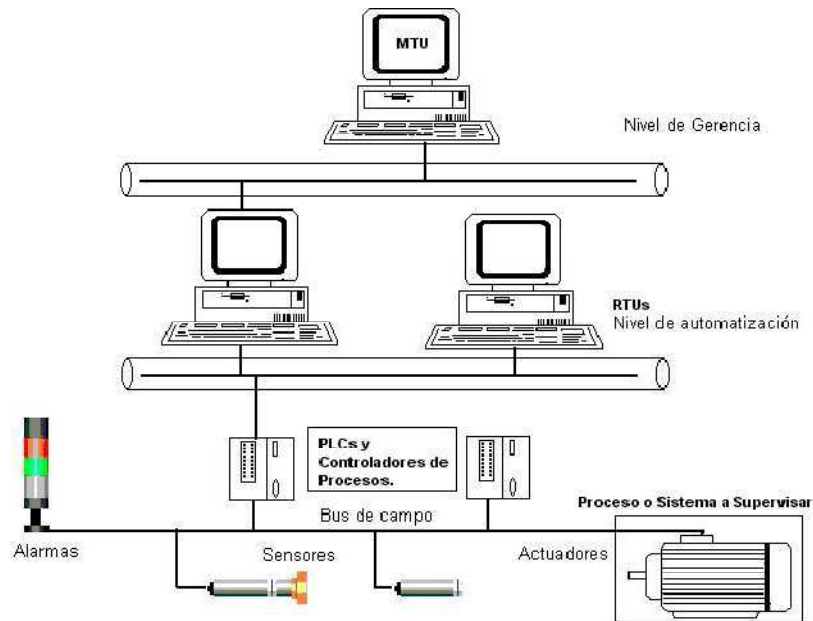 MTU
Nivel de Gerencia
RTUs
Nivel de automatización
PLCs y
Controladores de
Procesos.
Proceso o Sistema a Supervisar
Bus de campo
Alarmas
Sensores
Actuadores